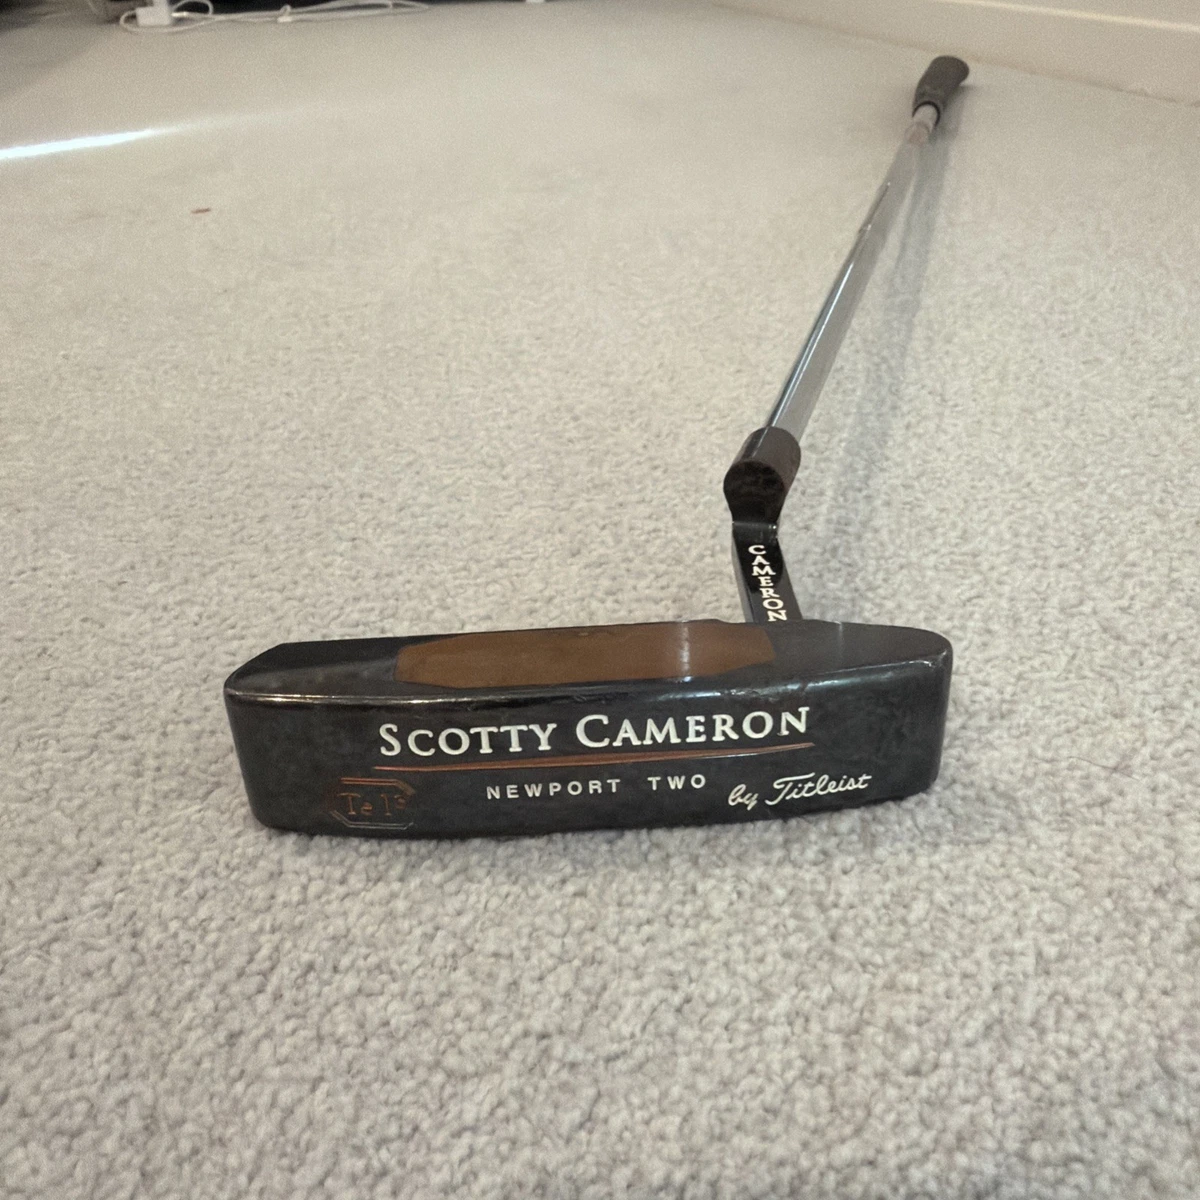 CAMERON
SCOTTY CAMERON
NEWPORT TWO
by Titleist